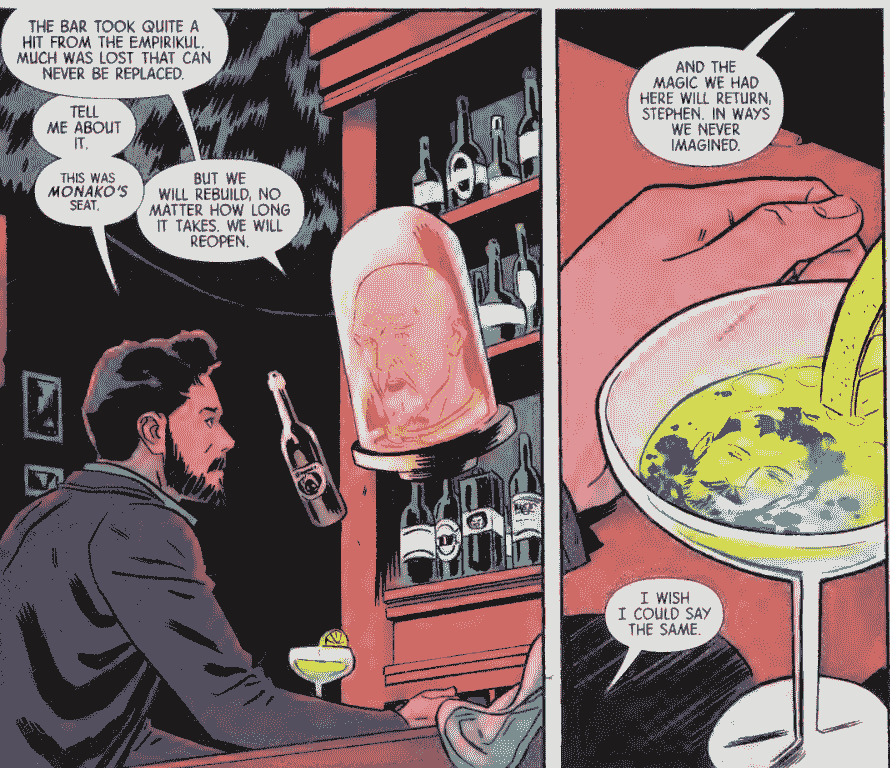 THE BAR TOOK QUITE A
HIT FROM THE EMPIRIKUL.
MUCH WAS LOST THAT CAN
NEVER BE REPLACED.
TELL
ME ABOUT
IT.
THIS WAS
MONAKO'S
SEAT.
BUT WE
WILL REBUILD, NO
MATTER HOW LONG
IT TAKES. WE WILL
REOPEN.
AND THE
MAGIC WE HAD
HERE WILL RETURN,
STEPHEN. IN WAYS
WE NEVER
IMAGINED.
I WISH
I COULD SAY
THE SAME.